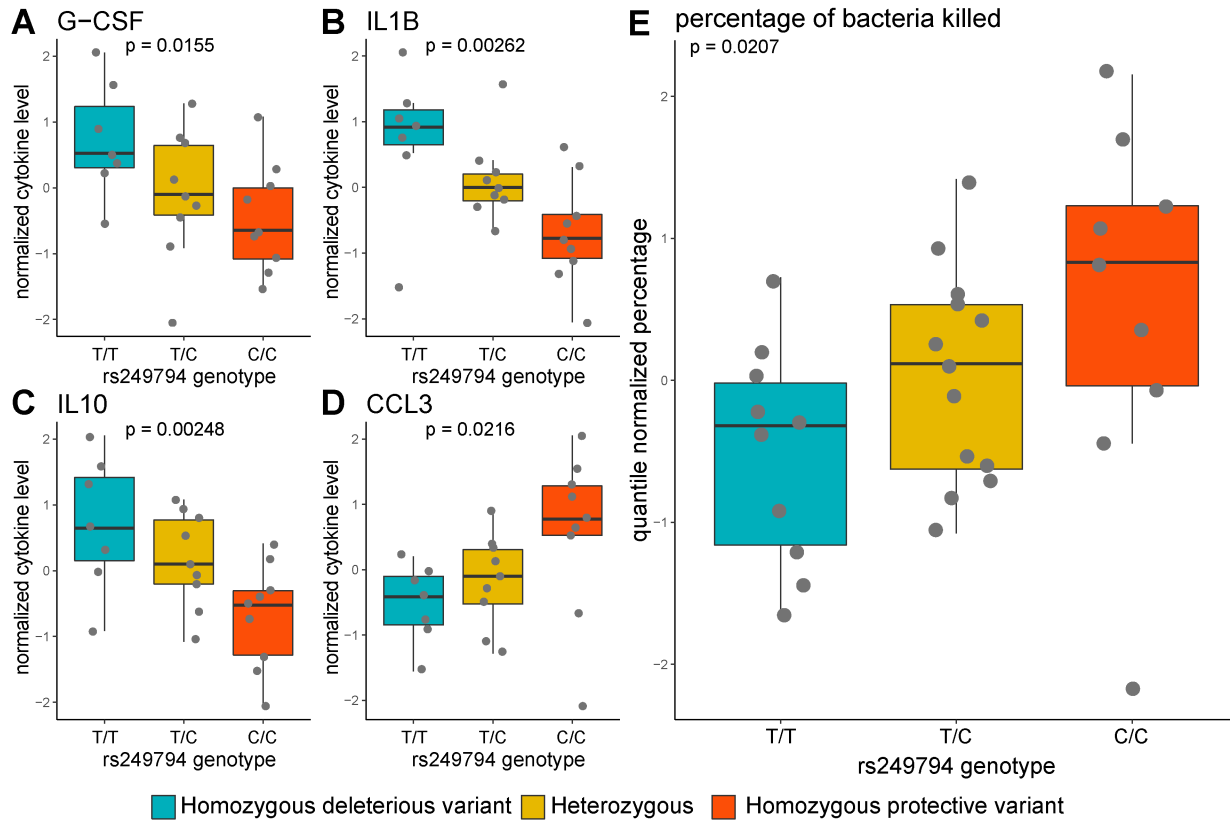 A G−CSF
p = 0.0155
normalized cytokine level
2
1
0
−1
−2
T/T T/C C/C
rs249794 genotype
B IL1B
p = 0.00262
normalized cytokine level
2
1
0
−1
−2
T/T T/C C/C
rs249794 genotype
C IL10
p = 0.00248
normalized cytokine level
2
1
0
−1
−2
T/T T/C C/C
rs249794 genotype
D CCL3
p = 0.0216
normalized cytokine level
2
1
0
−1
−2
T/T T/C C/C
rs249794 genotype
E percentage of bacteria killed
p = 0.0207
quantile normalized percentage
2
1
0
−1
−2
T/T T/C C/C
rs249794 genotype
Homozygous deleterious variant Heterozygous Homozygous protective variant